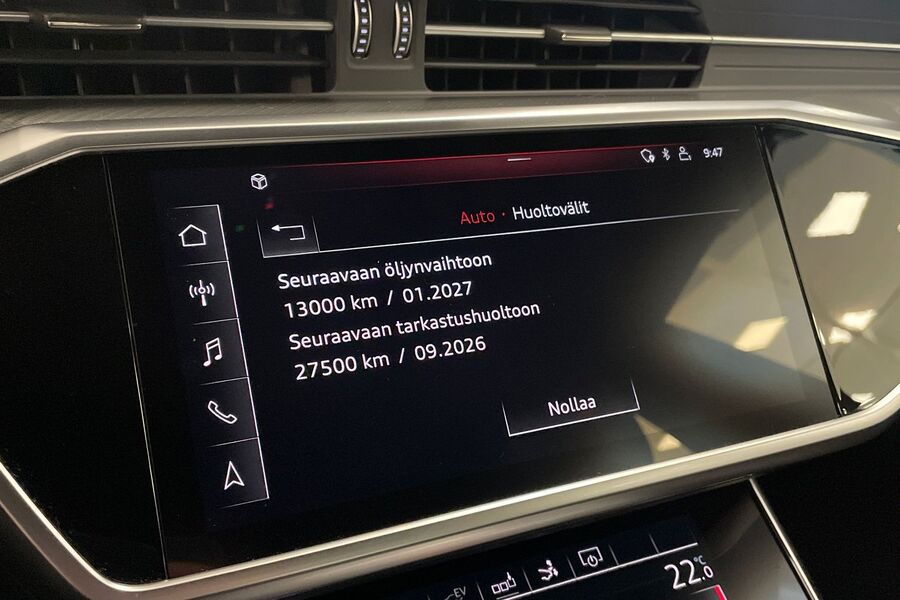 9:47
Auto · Huoltovälit
Seuraavaan öljynvaihtoon
13000 km / 01.2027
Seuraavaan tarkastushuoltoon
27500 km / 09.2026
Nollaa
EV
22.0 °C